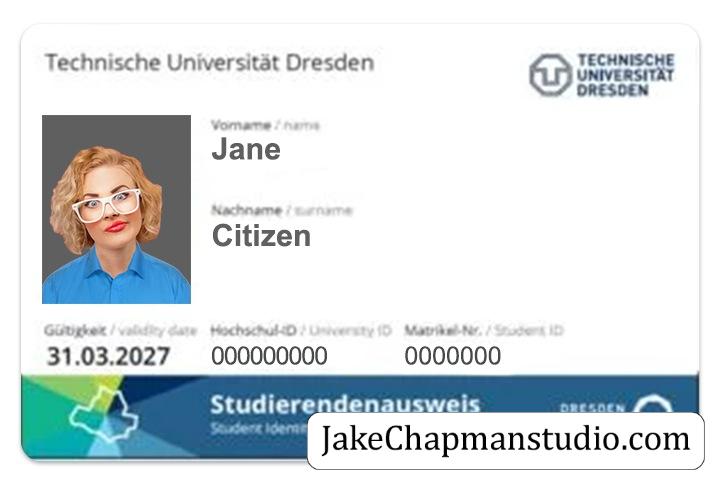 Technische Universität Dresden
TECHNISCHE
UNIVERSITÄT
DRESDEN
Vorname / name
Jane
Nachname / surname
Citizen
Gültigkeit / validity date Hochschul-ID / University ID Matrikel-Nr. / Student ID
31.03.2027 000000000 0000000
Studierendenausweis
DRESDEN
Student Identi
JakeChapmanstudio.com